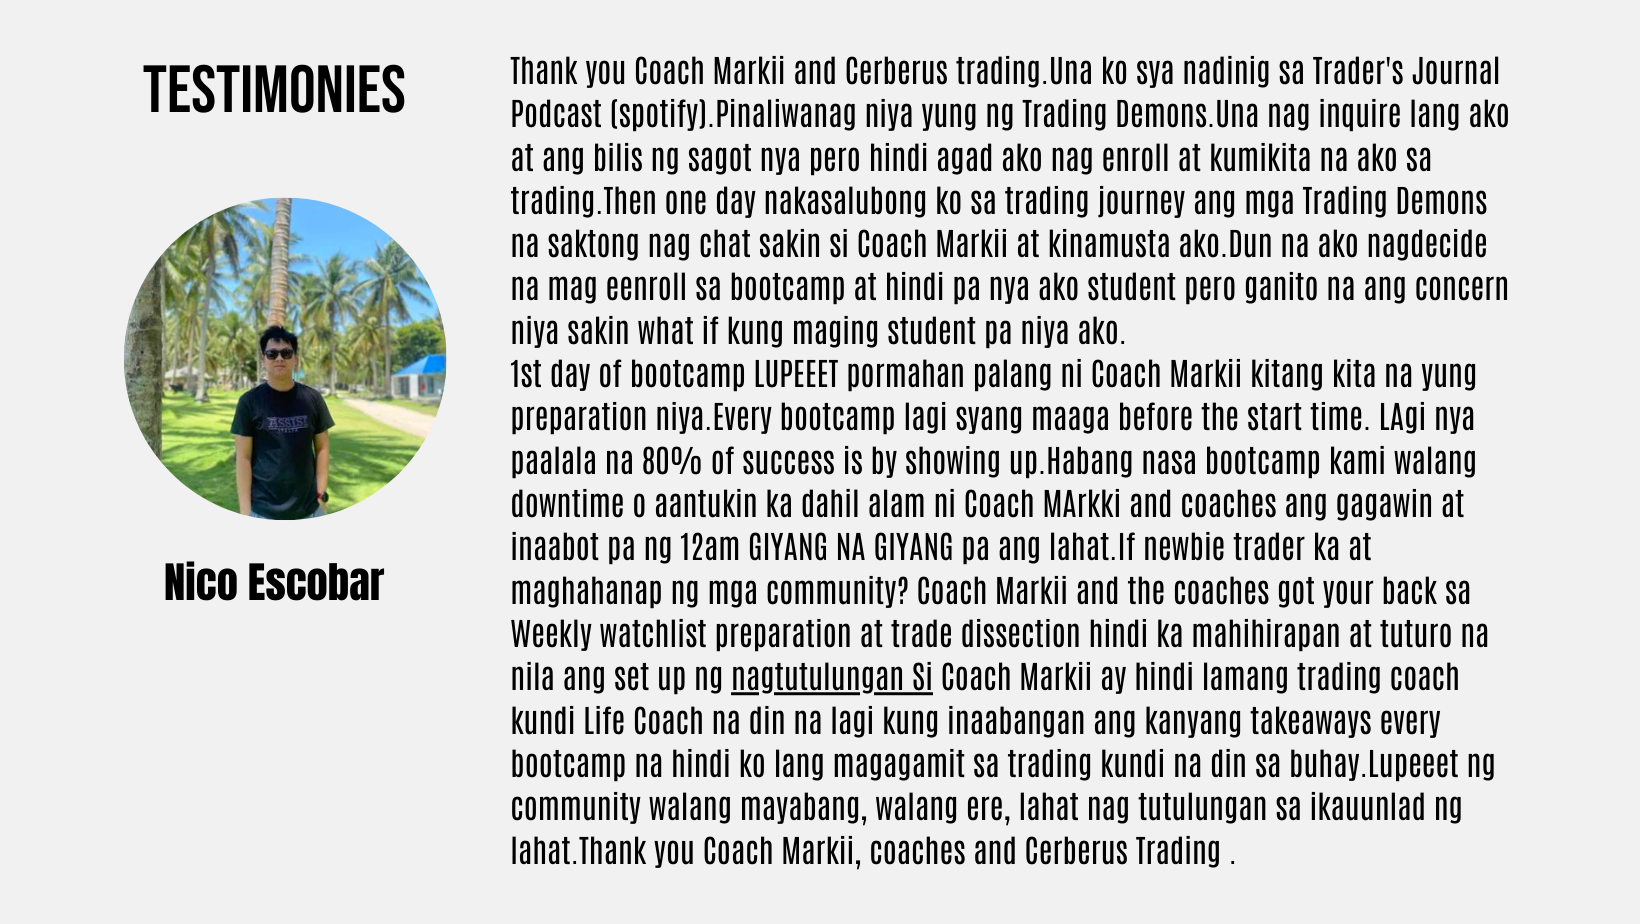 TESTIMONIES
Nico Escobar
Thank you Coach Markii and Cerberus trading.Una ko sya nadinig sa Trader's Journal
Podcast (spotify).Pinaliwanag niya yung ng Trading Demons.Una nag inquire lang ako
at ang bilis ng sagot nya pero hindi agad ako nag enroll at kumikita na ako sa
trading.Then one day nakasalubong ko sa trading journey ang mga Trading Demons
na saktong nag chat sakin si Coach Markii at kinamusta ako.Dun na ako nagdecide
na mag eenroll sa bootcamp at hindi pa nya ako student pero ganito na ang concern
niya sakin what if kung maging student pa niya ako.
1st day of bootcamp LUPEEET pormahan palang ni Coach Markii kitang kita na yung
preparation niya.Every bootcamp lagi syang maaga before the start time. LAgi nya
paalala na 80% of success is by showing up.Habang nasa bootcamp kami walang
downtime o aantukin ka dahil alam ni Coach MArkki and coaches ang gagawin at
inaabot pa ng 12am GIYANG NA GIYANG pa ang lahat.If newbie trader ka at
maghahanap ng mga community? Coach Markii and the coaches got your back sa
Weekly watchlist preparation at trade dissection hindi ka mahihirapan at tuturo na
nila ang set up ng nagtutulungan Si Coach Markii ay hindi lamang trading coach
kundi Life Coach na din na lagi kung inaabangan ang kanyang takeaways every
bootcamp na hindi ko lang magagamit sa trading kundi na din sa buhay.Lupeeet ng
community walang mayabang, walang ere, lahat nag tutulungan sa ikauunlad ng
lahat.Thank you Coach Markii, coaches and Cerberus Trading .